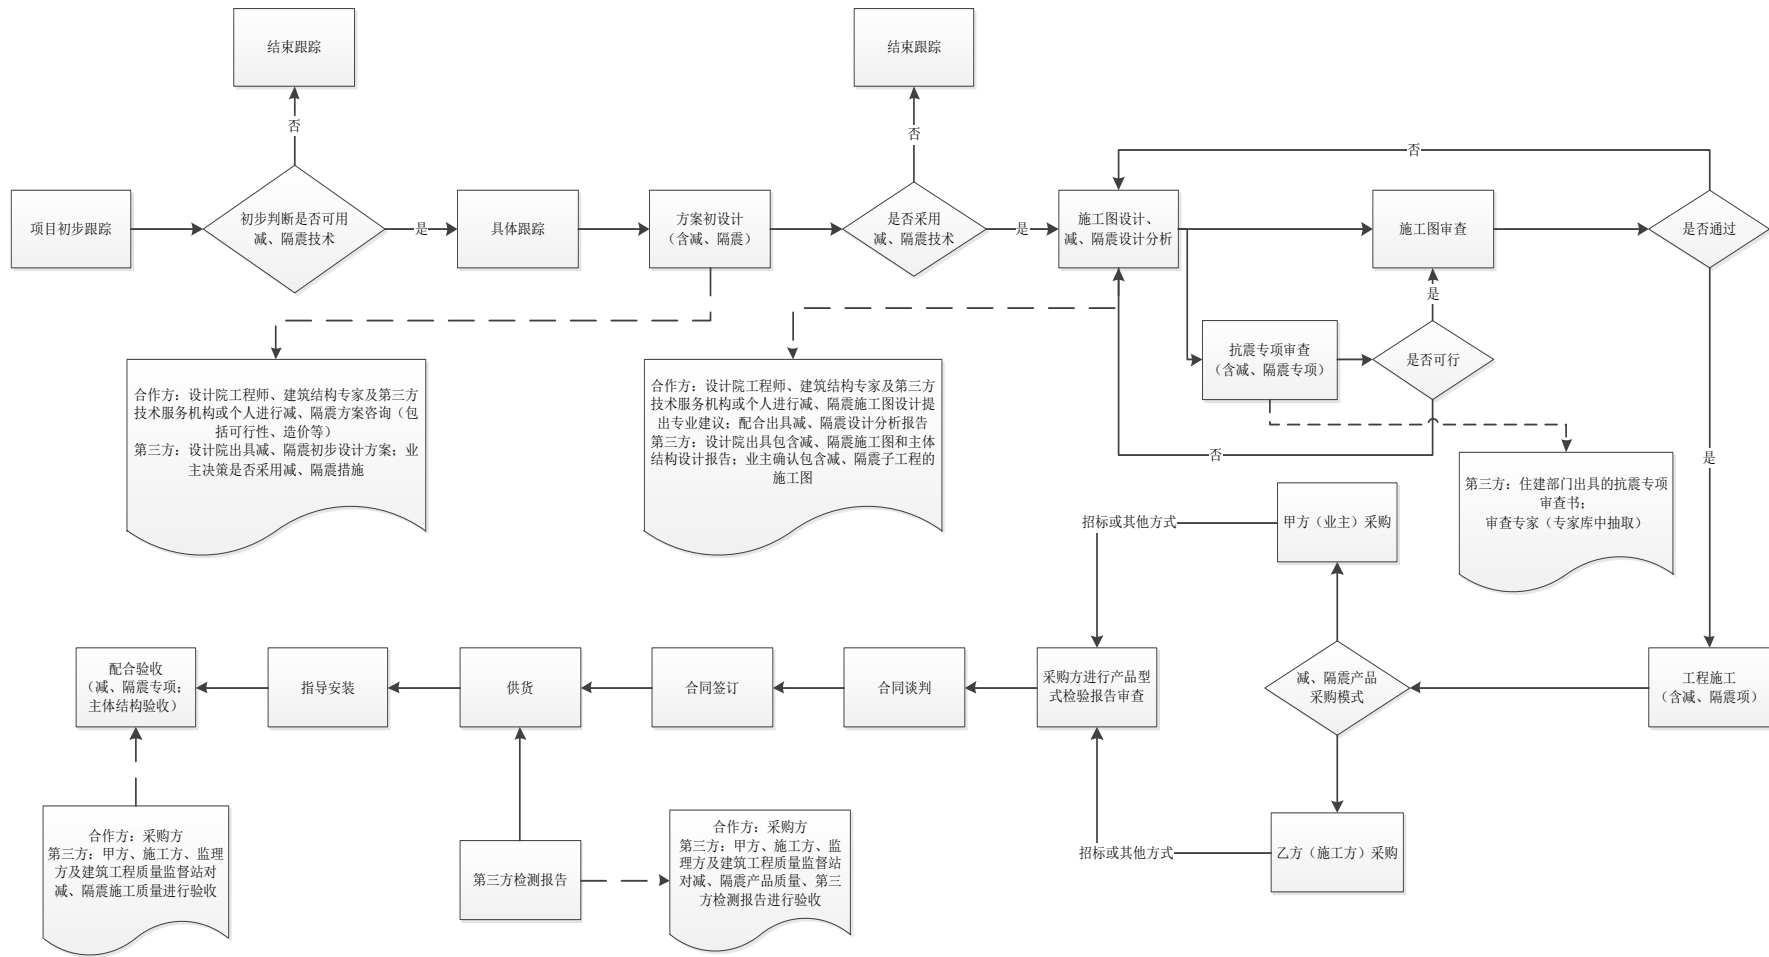 结束跟踪
结束跟踪
否
否
否
项目初步跟踪
初步判断是否可用
减、隔震技术
是
具体跟踪
方案初设计
（含减、隔震）
是否采用
减、隔震技术
是
施工图设计、
减、隔震设计分析
施工图审查
是否通过
是
抗震专项审查
（含减、隔震专项）
是否可行
否
是
合作方：设计院工程师、建筑结构专家及第三方
技术服务机构或个人进行减、隔震方案咨询（包
括可行性、造价等）
第三方：设计院出具减、隔震初步设计方案；业
主决策是否采用减、隔震措施
合作方：设计院工程师、建筑结构专家及第三方
技术服务机构或个人进行减、隔震施工图设计提
出专业建议；配合出具减、隔震设计分析报告
第三方：设计院出具包含减、隔震施工图和主体
结构设计报告；业主确认包含减、隔震子工程的
施工图
第三方：住建部门出具的抗震专项
审查书；
审查专家（专家库中抽取）
招标或其他方式
甲方（业主）采购
配合验收
（减、隔震专项；
主体结构验收）
指导安装
供货
合同签订
合同谈判
采购方进行产品型
式检验报告审查
减、隔震产品
采购模式
工程施工
（含减、隔震项）
合作方：采购方
第三方：甲方、施工方、监理
方及建筑工程质量监督站对
减、隔震施工质量进行验收
第三方检测报告
合作方：采购方
第三方：甲方、施工方、监
理方及建筑工程质量监督站
对减、隔震产品质量、第三
方检测报告进行验收
招标或其他方式
乙方（施工方）采购